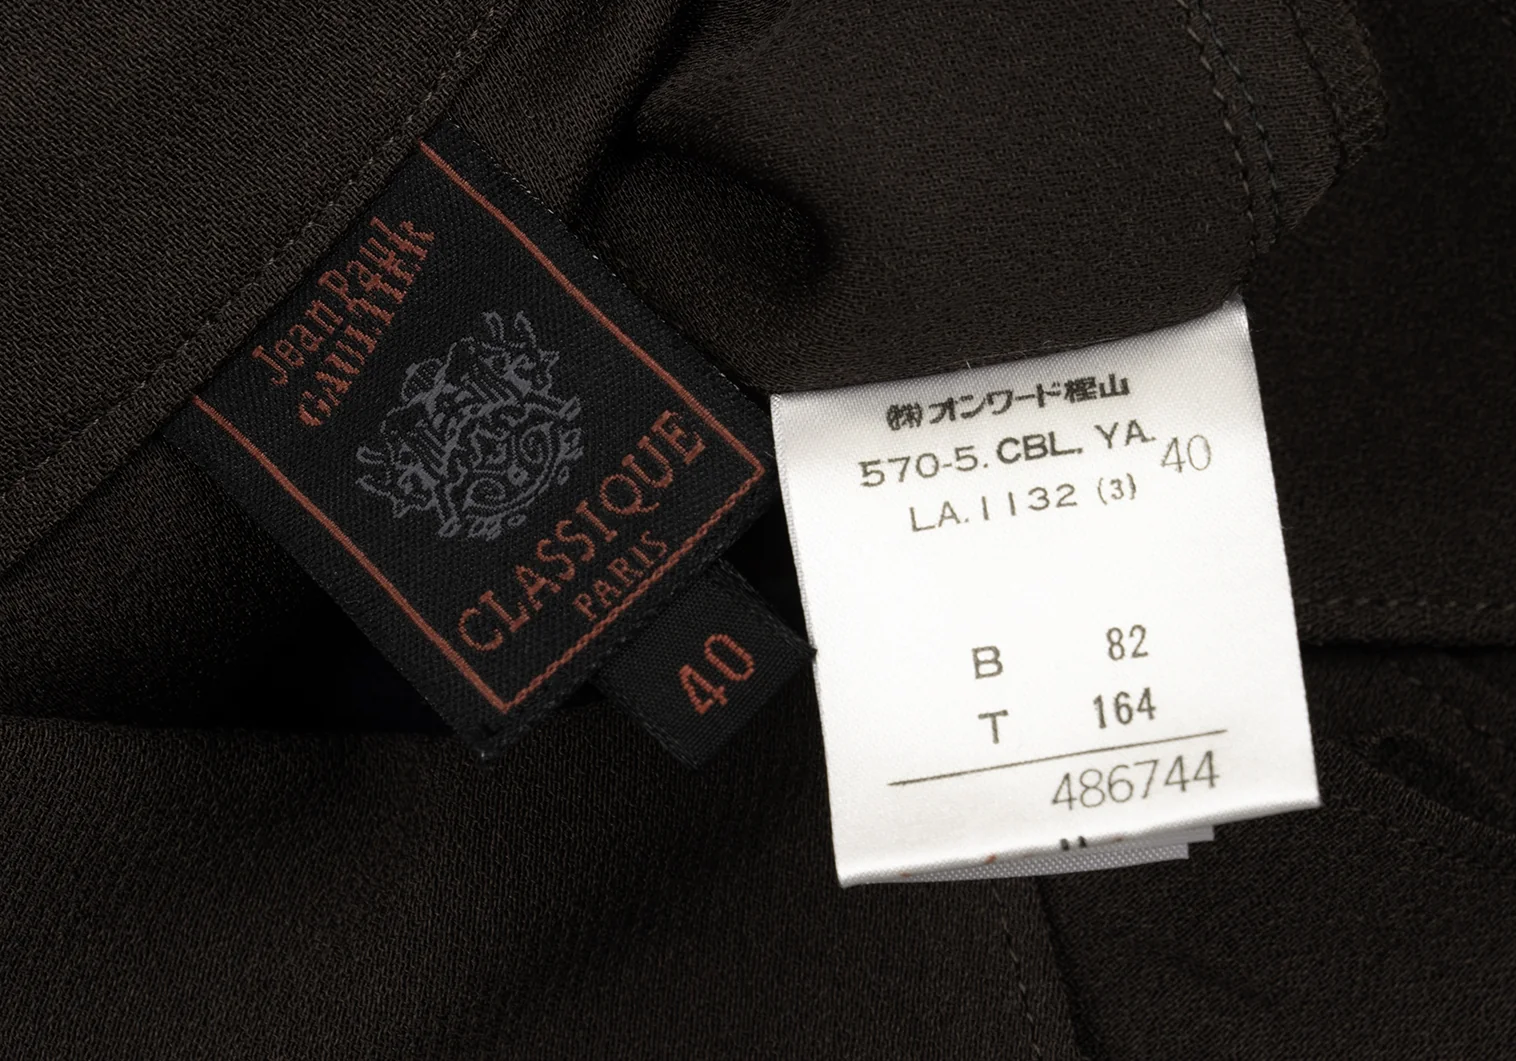 Jean Paul
GAULTIER
CLASSIQUE
PARIS
40
㈱オンワード樫山
570-5. CBL. YA. 40
LA. 1132 (3)
B 82
T 164
486744